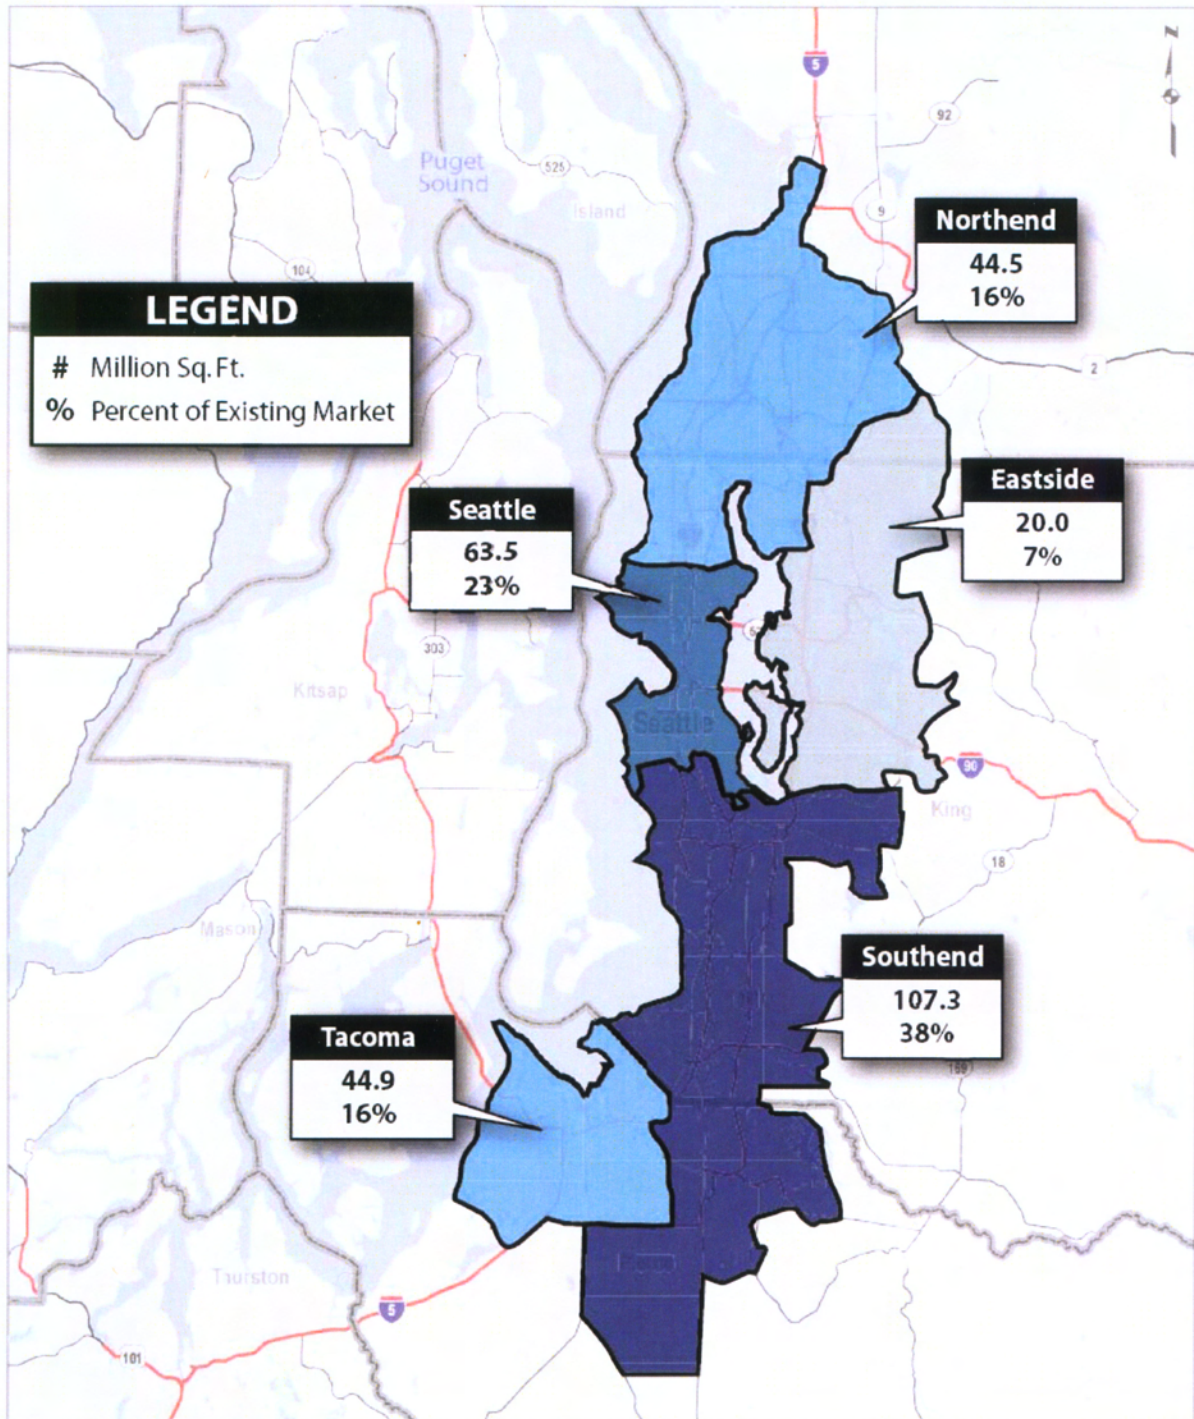 N
5
92
Puget
Sound
525
Island
9
Northend
44.5
16%
104
LEGEND
# Million Sq. Ft.
% Percent of Existing Market
2
Seattle
63.5
23%
Eastside
20.0
7%
303
Kitsap
Seattle
90
King
18
Mason
Southend
107.3
38%
Tacoma
44.9
16%
169
Thurston
5
101